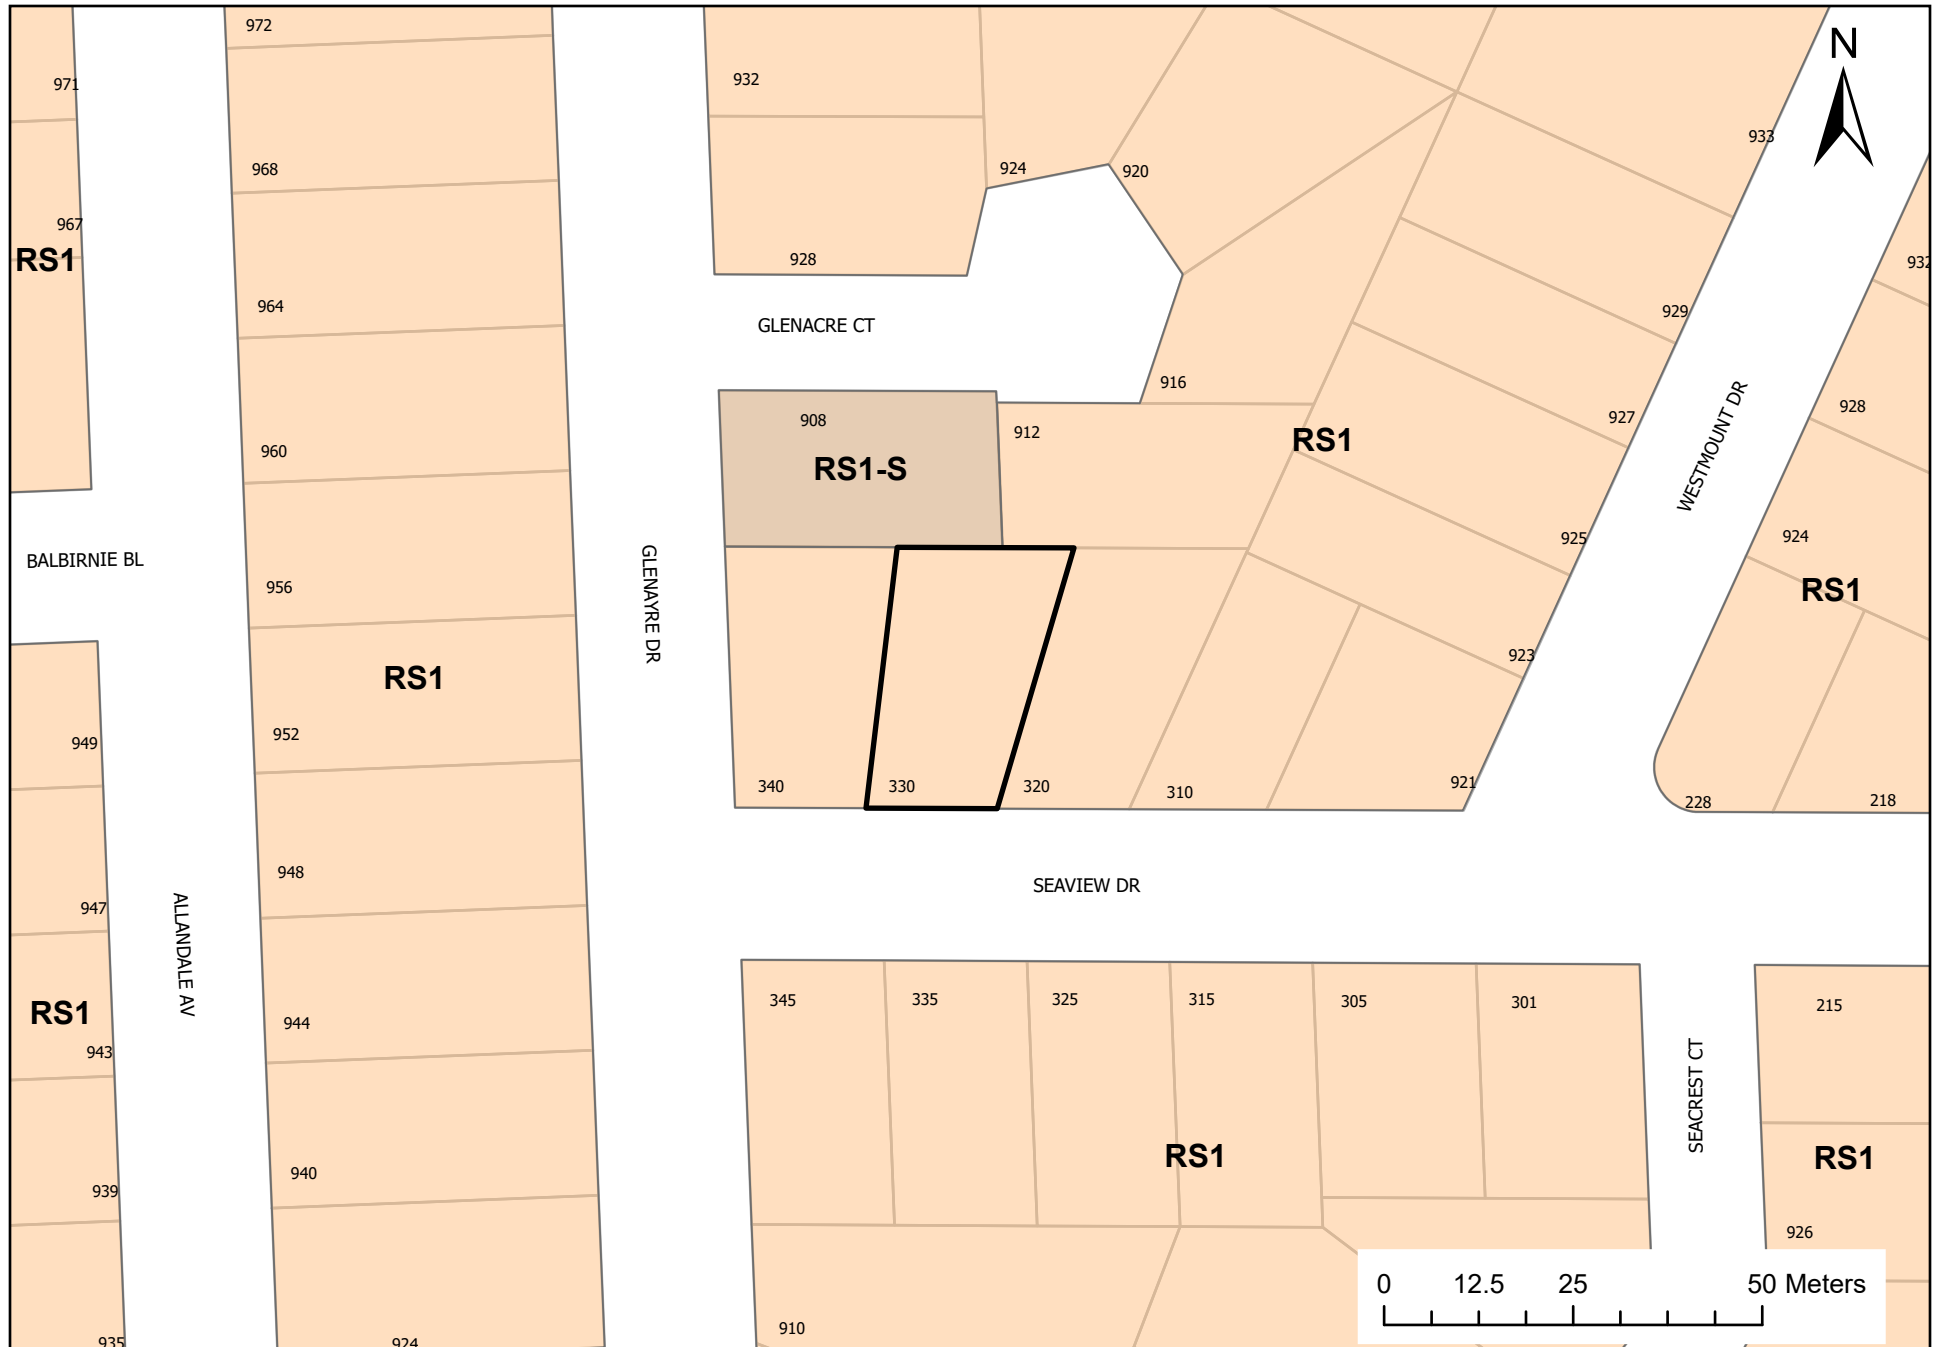 972
971
932
N
933
968
924
920
967
RS1
928
932
964
GLENACRE CT
929
916
WESTMOUNT DR
928
908
912
927
RS1
960
RS1-S
925
924
BALBIRNIE BL
GLENAYRE DR
956
RS1
923
RS1
949
952
340
330
320
310
921
228
218
948
SEAVIEW DR
947
ALLANDALE AV
345
335
325
315
305
301
215
RS1
944
943
SEACREST CT
RS1
RS1
940
939
926
0 12.5 25 50 Meters
910
935
924